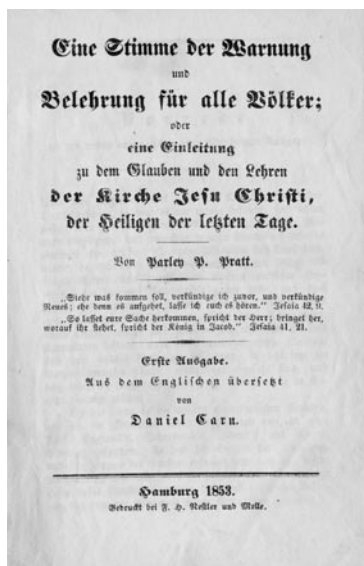 Eine Stimme der Warnung
und
Belehrung für alle Völker;
oder
eine Einleitung
zu dem Glauben und den Lehren
der Kirche Jesu Christi,
der Heiligen der letzten Tage.
Von Parley P. Pratt.
„Siehe was kommen soll, verkündige ich zuvor, und verkündige
Neues; ehe denn es aufgehet, lasse ich euch es hören.“ Jesaia 42, 9.
„So lasset eure Sache herkommen, spricht der Herr; bringet her,
worauf ihr stehet, spricht der König in Jacob.“ Jesaia 41, 21.
Erste Ausgabe.
Aus dem Englischen übersetzt
von
Daniel Carn.
Hamburg 1853.
Gedruckt bei F. H. Nestler und Melle.